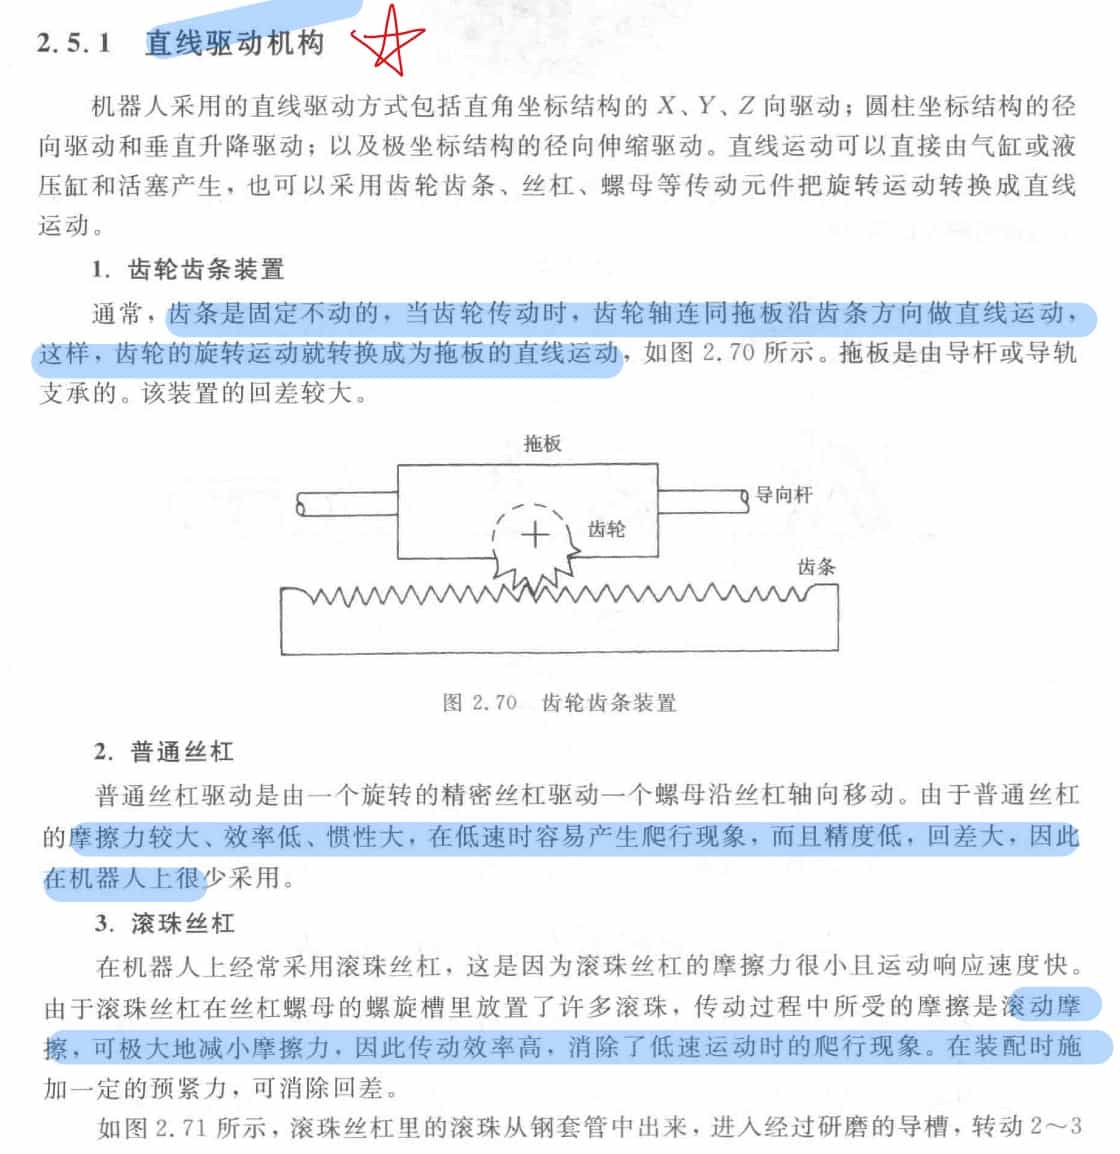 2.5.1 直线驱动机构
机器人采用的直线驱动方式包括直角坐标结构的 X、Y、Z 向驱动；圆柱坐标结构的径
向驱动和垂直升降驱动；以及极坐标结构的径向伸缩驱动。直线运动可以直接由气缸或液
压缸和活塞产生，也可以采用齿轮齿条、丝杠、螺母等传动元件把旋转运动转换成直线
运动。
1. 齿轮齿条装置
通常，齿条是固定不动的，当齿轮传动时，齿轮轴连同拖板沿齿条方向做直线运动，
这样，齿轮的旋转运动就转换成为拖板的直线运动，如图 2.70 所示。拖板是由导杆或导轨
支承的。该装置的回差较大。
拖板
导向杆
齿轮
齿条
图 2.70 齿轮齿条装置
2. 普通丝杠
普通丝杠驱动是由一个旋转的精密丝杠驱动一个螺母沿丝杠轴向移动。由于普通丝杠
的摩擦力较大、效率低、惯性大，在低速时容易产生爬行现象，而且精度低，回差大，因此
在机器人上很少采用。
3. 滚珠丝杠
在机器人上经常采用滚珠丝杠，这是因为滚珠丝杠的摩擦力很小且运动响应速度快。
由于滚珠丝杠在丝杠螺母的螺旋槽里放置了许多滚珠，传动过程中所受的摩擦是滚动摩
擦，可极大地减小摩擦力，因此传动效率高，消除了低速运动时的爬行现象。在装配时施
加一定的预紧力，可消除回差。
如图 2.71 所示，滚珠丝杠里的滚珠从钢套管中出来，进入经过研磨的导槽，转动 2～3